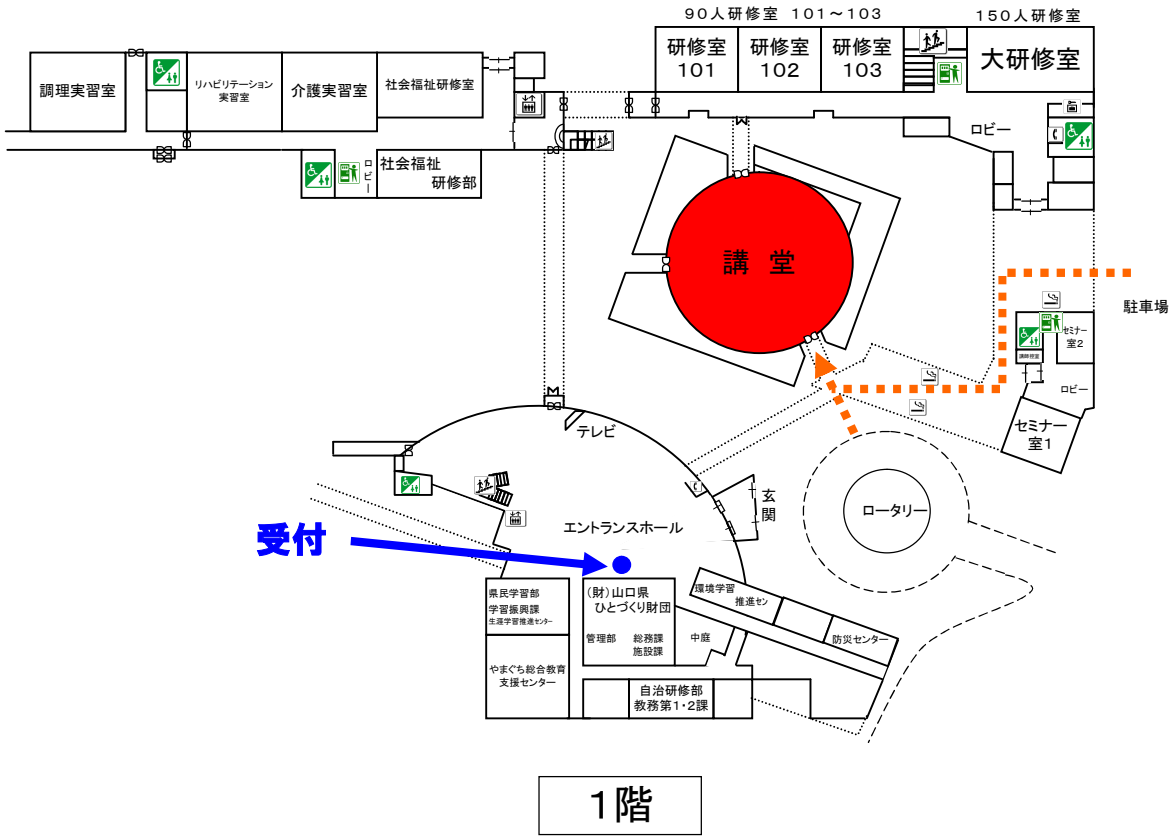 90人研修室 101～103
150人研修室
研修室
101
研修室
102
研修室
103
大研修室
調理実習室
リハビリテーション
実習室
介護実習室
社会福祉研修室
ロビー
ロビー
社会福祉
研修部
講 堂
駐車場
セミナー
室2
講師控室
ロビー
セミナー
室1
テレビ
玄関
ロータリー
エントランスホール
受付
県民学習部
学習振興課
生涯学習推進センター
(財)山口県
ひとづくり財団
管理部 総務課
施設課
中庭
環境学習
推進セン
防災センター
やまぐち総合教育
支援センター
自治研修部
教務第1・2課
1階